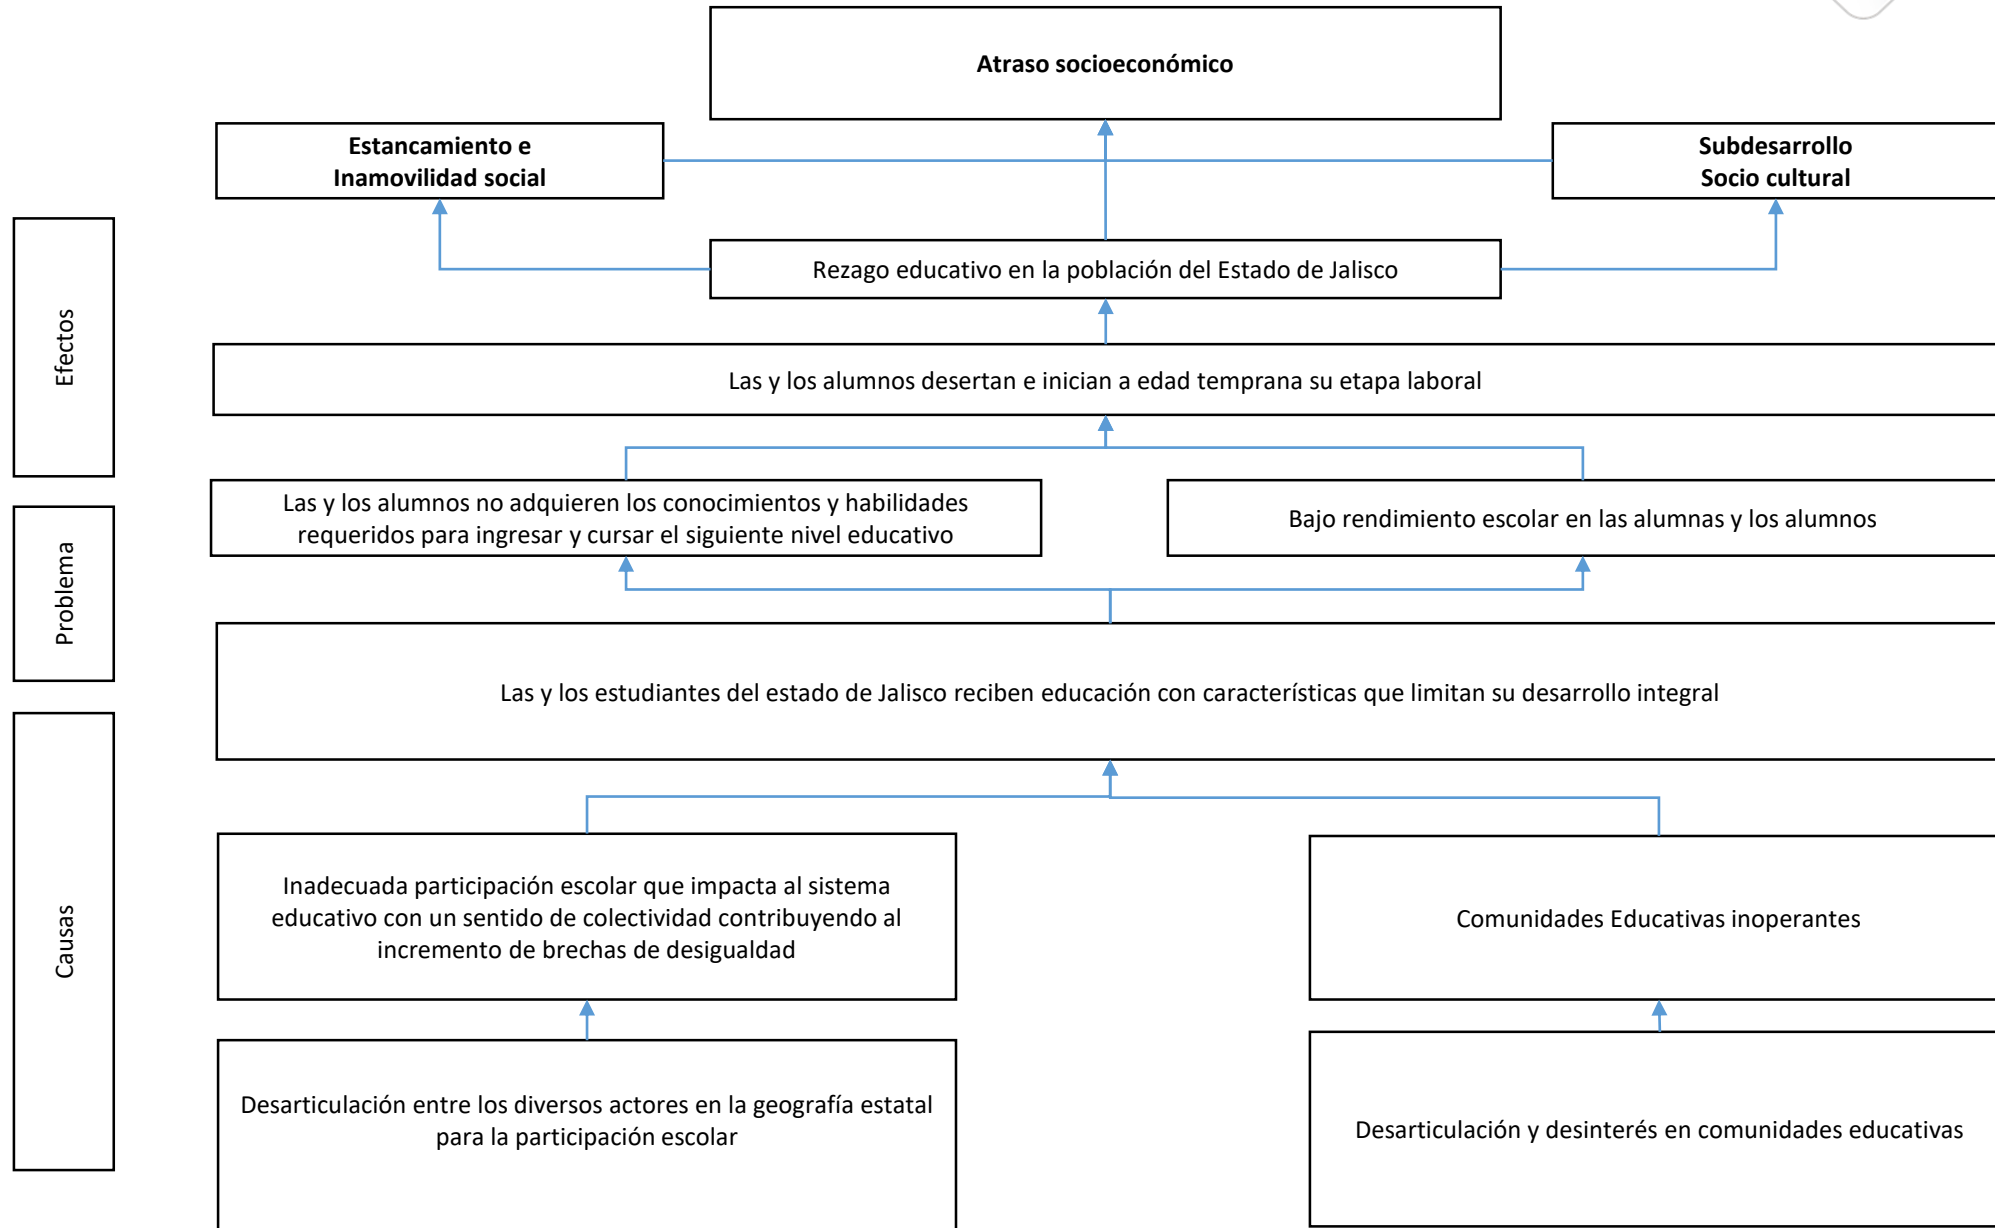 Atraso socioeconómico
Estancamiento e
Inamovilidad social
Subdesarrollo
Socio cultural
Efectos
Rezago educativo en la población del Estado de Jalisco
Las y los alumnos desertan e inician a edad temprana su etapa laboral
Problema
Las y los alumnos no adquieren los conocimientos y habilidades
requeridos para ingresar y cursar el siguiente nivel educativo
Bajo rendimiento escolar en las alumnas y los alumnos
Las y los estudiantes del estado de Jalisco reciben educación con características que limitan su desarrollo integral
Causas
Inadecuada participación escolar que impacta al sistema
educativo con un sentido de colectividad contribuyendo al
incremento de brechas de desigualdad
Comunidades Educativas inoperantes
Desarticulación entre los diversos actores en la geografía estatal
para la participación escolar
Desarticulación y desinterés en comunidades educativas